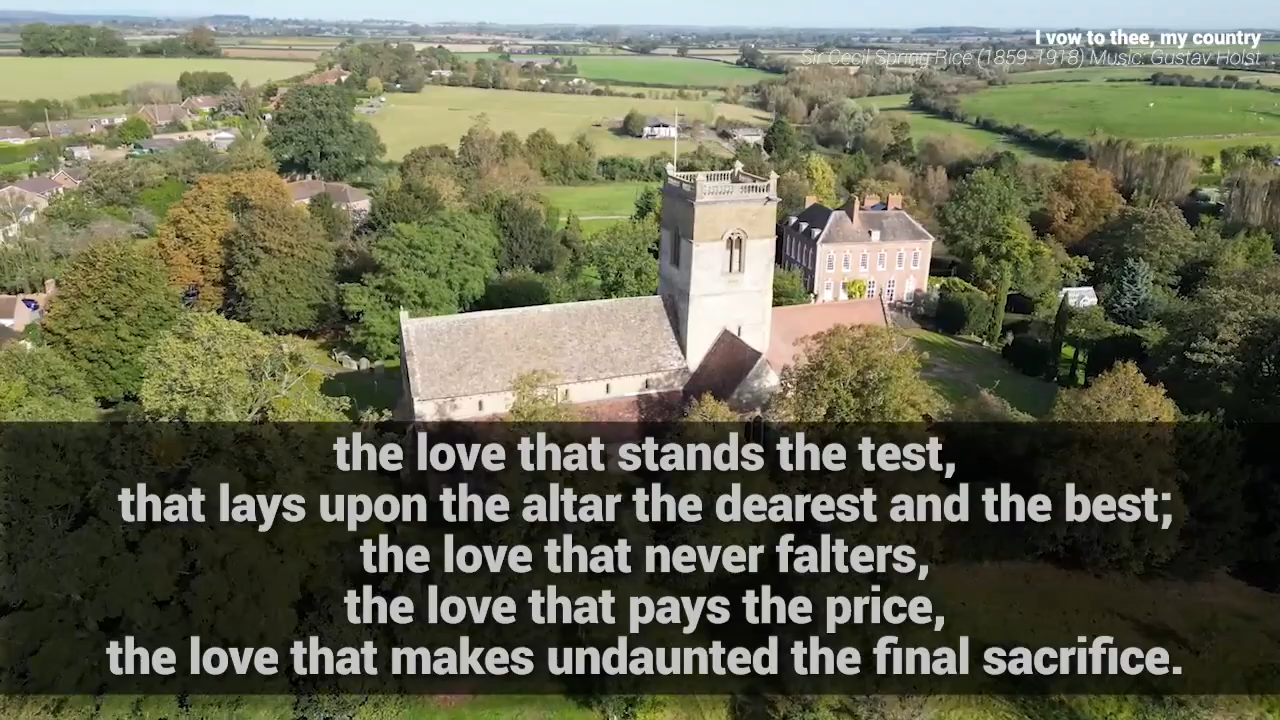 I vow to thee, my country
Sir Cecil Spring Rice (1859-1918) Music: Gustav Holst
the love that stands the test,
that lays upon the altar the dearest and the best;
the love that never falters,
the love that pays the price,
the love that makes undaunted the final sacrifice.